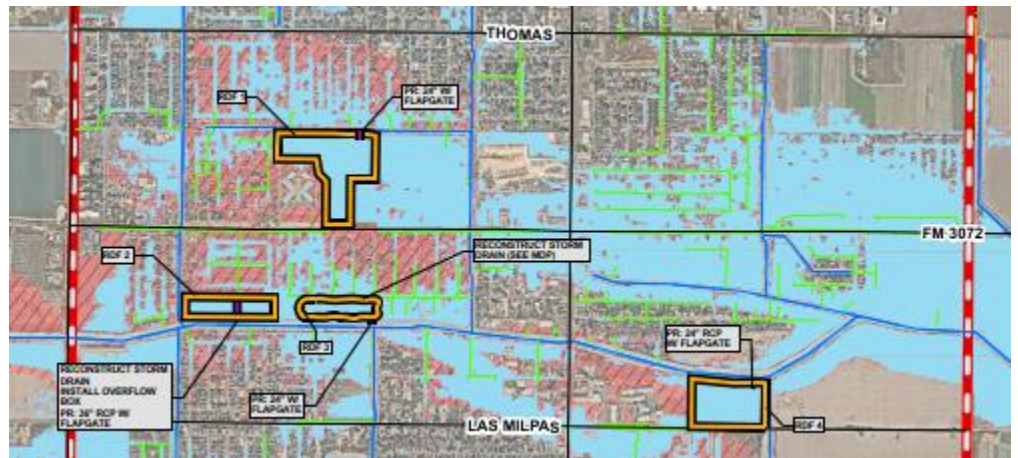 THOMAS
RDF 1
PR: 24" W/
FLAPGATE
FM 3072
RECONSTRUCT STORM
DRAIN (SEE MDP)
RDF 2
RDF 3
PR: 24" RCP
W/ FLAPGATE
RECONSTRUCT STORM
DRAIN
INSTALL OVERFLOW
BOX
PR: 36" RCP W/
FLAPGATE
PR: 24" W/
FLAPGATE
LAS MILPAS
RDF 4